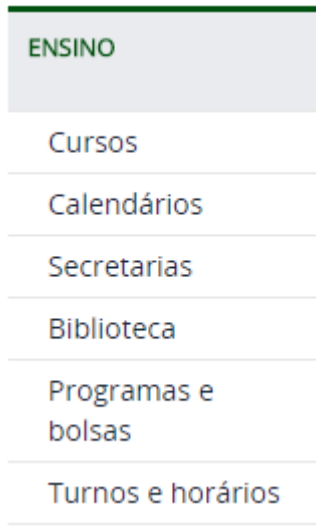 ENSINO
Cursos
Calendários
Secretarias
Biblioteca
Programas e
bolsas
Turnos e horários